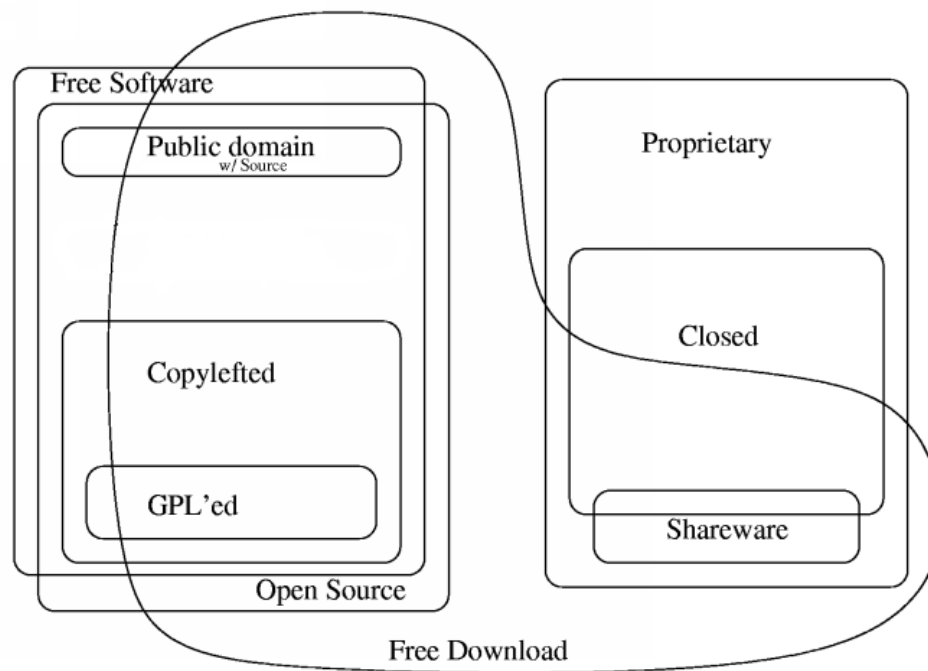 Free Software
Public domain
w/ Source
Proprietary
Closed
Copylefted
GPL'ed
Shareware
Open Source
Free Download